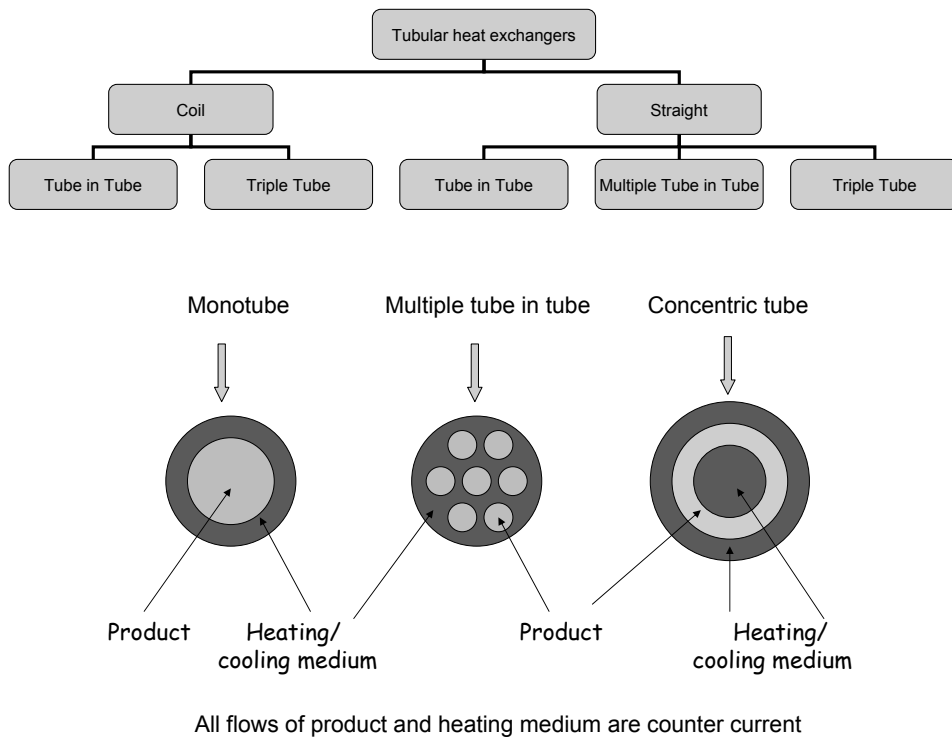 Tubular heat exchangers
Coil
Straight
Tube in Tube
Triple Tube
Tube in Tube
Multiple Tube in Tube
Triple Tube
Monotube
Multiple tube in tube
Concentric tube
Product
Heating/
cooling medium
Product
Heating/
cooling medium
All flows of product and heating medium are counter current